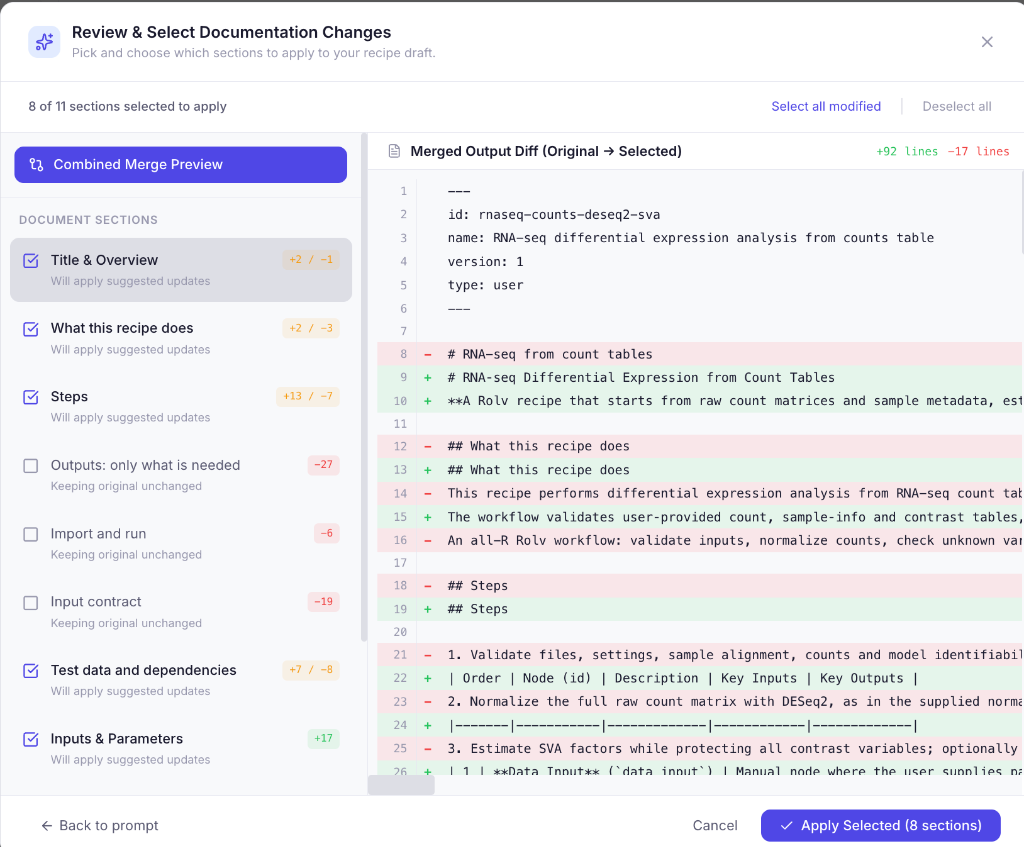 Review & Select Documentation Changes
Pick and choose which sections to apply to your recipe draft.
8 of 11 sections selected to apply
Select all modified
Deselect all
Combined Merge Preview
DOCUMENT SECTIONS
Title & Overview
+2 / −1
Will apply suggested updates
What this recipe does
+2 / −3
Will apply suggested updates
Steps
+13 / −7
Will apply suggested updates
Outputs: only what is needed
−27
Keeping original unchanged
Import and run
−6
Keeping original unchanged
Input contract
−19
Keeping original unchanged
Test data and dependencies
+7 / −8
Will apply suggested updates
Inputs & Parameters
+17
Will apply suggested updates
Merged Output Diff (Original → Selected)
+92 lines −17 lines
1 ---
2 id: rnaseq-counts-deseq2-sva
3 name: RNA-seq differential expression analysis from counts table
4 version: 1
5 type: user
6 ---
7
8 − # RNA-seq from count tables
9 + # RNA-seq Differential Expression from Count Tables
10 + **A Rolv recipe that starts from raw count matrices and sample metadata, est
11
12 − ## What this recipe does
13 + ## What this recipe does
14 − This recipe performs differential expression analysis from RNA-seq count tab
15 + The workflow validates user-provided count, sample-info and contrast tables,
16 − An all-R Rolv workflow: validate inputs, normalize counts, check unknown var
17
18 − ## Steps
19 + ## Steps
20
21 − 1. Validate files, settings, sample alignment, counts and model identifiabil
22 + | Order | Node (id) | Description | Key Inputs | Key Outputs |
23 − 2. Normalize the full raw count matrix with DESeq2, as in the supplied norma
24 + |-------|-----------|-------------|------------|-------------|
25 − 3. Estimate SVA factors while protecting all contrast variables; optionally
26 + | 1 | **Data Input** (`data_input`) | Manual node where the user supplies pa
← Back to prompt
Cancel
Apply Selected (8 sections)